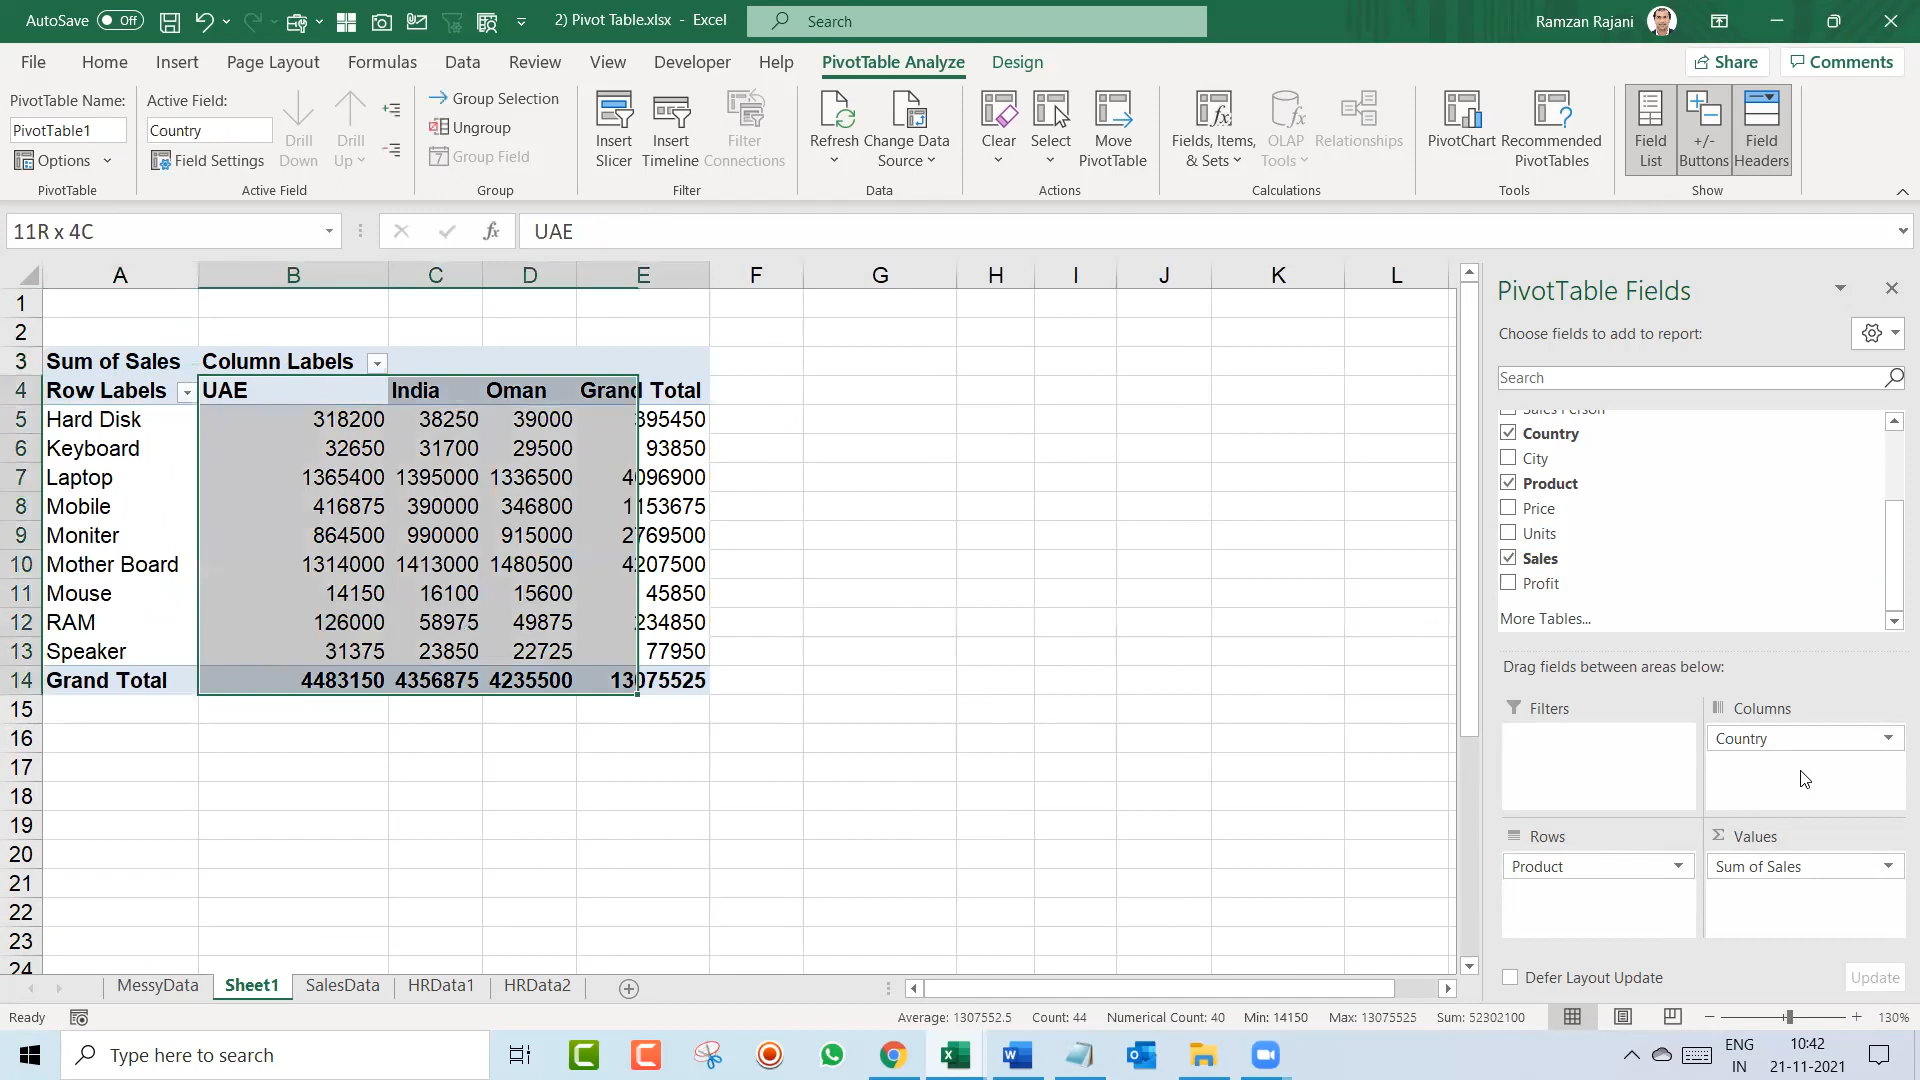 AutoSave Off 2) Pivot Table.xlsx - Excel Search Ramzan Rajani
File Home Insert Page Layout Formulas Data Review View Developer Help PivotTable Analyze Design Share Comments
PivotTable Name:
PivotTable1
Options
PivotTable
Active Field:
Country
Field Settings
Drill Down
Drill Up
Active Field
Group Selection
Ungroup
Group Field
Group
Insert Slicer
Insert Timeline
Filter Connections
Filter
Refresh
Change Data Source
Data
Clear
Select
Move PivotTable
Actions
Fields, Items, & Sets
OLAP Tools
Relationships
Calculations
PivotChart
Recommended PivotTables
Tools
Field List
+/- Buttons
Field Headers
Show
11R x 4C fx UAE
A B C D E F G H I J K L
1
2
3 Sum of Sales Column Labels
4 Row Labels UAE India Oman Grand Total
5 Hard Disk 318200 38250 39000 395450
6 Keyboard 32650 31700 29500 93850
7 Laptop 1365400 1395000 1336500 4096900
8 Mobile 416875 390000 346800 1153675
9 Moniter 864500 990000 915000 2769500
10 Mother Board 1314000 1413000 1480500 4207500
11 Mouse 14150 16100 15600 45850
12 RAM 126000 58975 49875 234850
13 Speaker 31375 23850 22725 77950
14 Grand Total 4483150 4356875 4235500 13075525
15
16
17
18
19
20
21
22
23
24
PivotTable Fields
Choose fields to add to report:
Search
Sales Person
Country
City
Product
Price
Units
Sales
Profit
More Tables...
Drag fields between areas below:
Filters
Columns
Country
Rows
Product
Values
Sum of Sales
Defer Layout Update Update
MessyData Sheet1 SalesData HRData1 HRData2
Ready Average: 1307552.5 Count: 44 Numerical Count: 40 Min: 14150 Max: 13075525 Sum: 52302100 130%
Type here to search
ENG
IN
10:42
21-11-2021